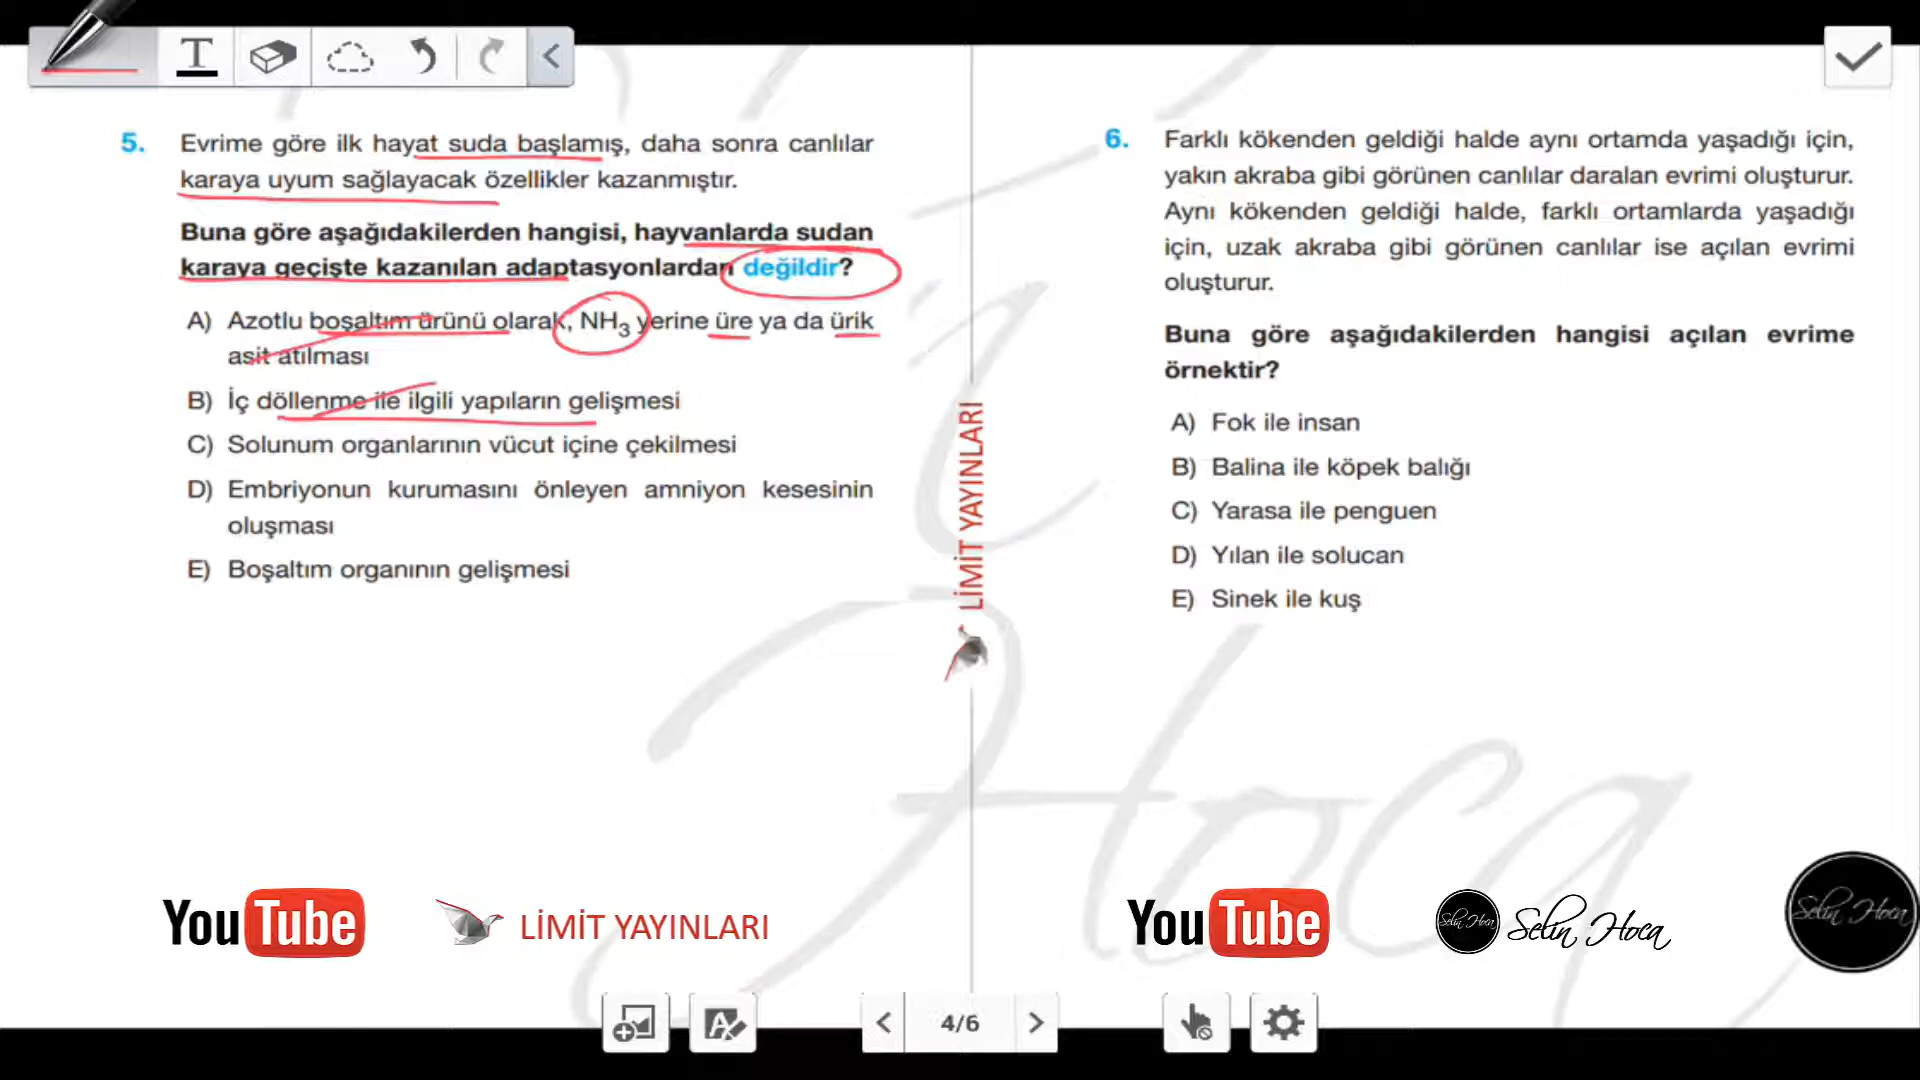 5. Evrime göre ilk hayat suda başlamış, daha sonra canlılar
karaya uyum sağlayacak özellikler kazanmıştır.
Buna göre aşağıdakilerden hangisi, hayvanlarda sudan
karaya geçişte kazanılan adaptasyonlardan değildir?
A) Azotlu boşaltım ürünü olarak, NH3 yerine üre ya da ürik
asit atılması
B) İç döllenme ile ilgili yapıların gelişmesi
C) Solunum organlarının vücut içine çekilmesi
D) Embriyonun kurumasını önleyen amniyon kesesinin
oluşması
E) Boşaltım organının gelişmesi
LİMİT YAYINLARI
6. Farklı kökenden geldiği halde aynı ortamda yaşadığı için,
yakın akraba gibi görünen canlılar daralan evrimi oluşturur.
Aynı kökenden geldiği halde, farklı ortamlarda yaşadığı
için, uzak akraba gibi görünen canlılar ise açılan evrimi
oluşturur.
Buna göre aşağıdakilerden hangisi açılan evrime
örnektir?
A) Fok ile insan
B) Balina ile köpek balığı
C) Yarasa ile penguen
D) Yılan ile solucan
E) Sinek ile kuş
Hoca
YouTube
LİMİT YAYINLARI
YouTube
Selin Hoca
Selin Hoca
Selin Hoca
4/6